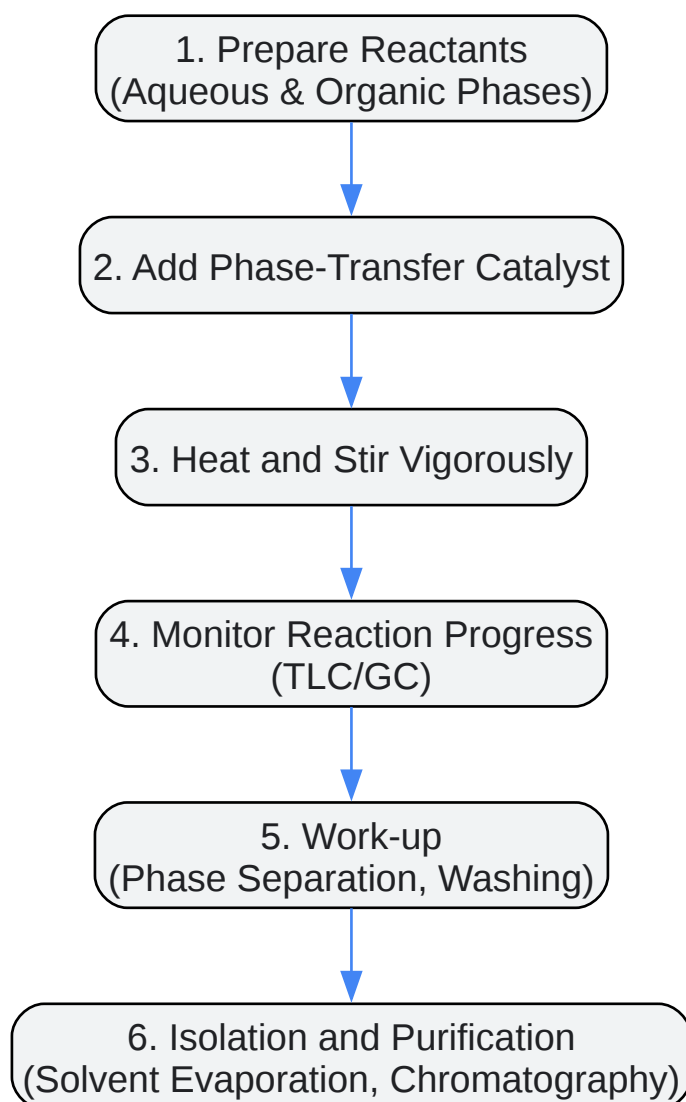 1. Prepare Reactants
(Aqueous & Organic Phases)
2. Add Phase-Transfer Catalyst
3. Heat and Stir Vigorously
4. Monitor Reaction Progress
(TLC/GC)
5. Work-up
(Phase Separation, Washing)
6. Isolation and Purification
(Solvent Evaporation, Chromatography)